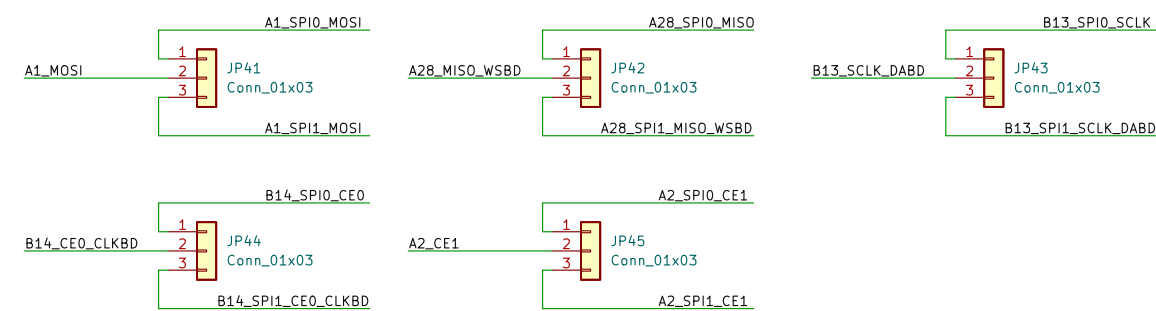 A1_SPI0_MOSI
1
A1_MOSI
2
3
JP41
Conn_01x03
A1_SPI1_MOSI
A28_SPI0_MISO
1
A28_MISO_WSBD
2
3
JP42
Conn_01x03
A28_SPI1_MISO_WSBD
B13_SPI0_SCLK
1
B13_SCLK_DABD
2
3
JP43
Conn_01x03
B13_SPI1_SCLK_DABD
B14_SPI0_CE0
1
B14_CE0_CLKBD
2
3
JP44
Conn_01x03
B14_SPI1_CE0_CLKBD
A2_SPI0_CE1
1
A2_CE1
2
3
JP45
Conn_01x03
A2_SPI1_CE1